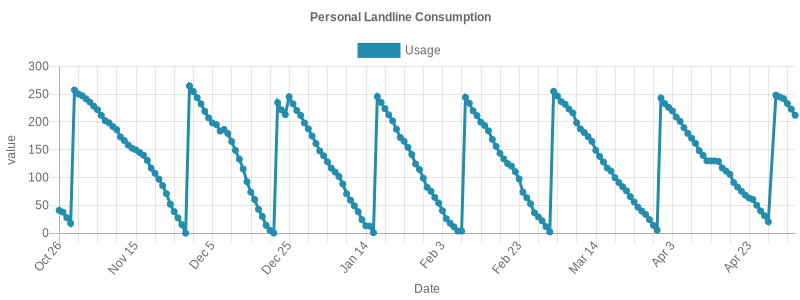 Personal Landline Consumption
Usage
300
250
200
150
100
50
0
value
Oct 26
Nov 15
Dec 5
Dec 25
Jan 14
Feb 3
Feb 23
Mar 14
Apr 3
Apr 23
Date